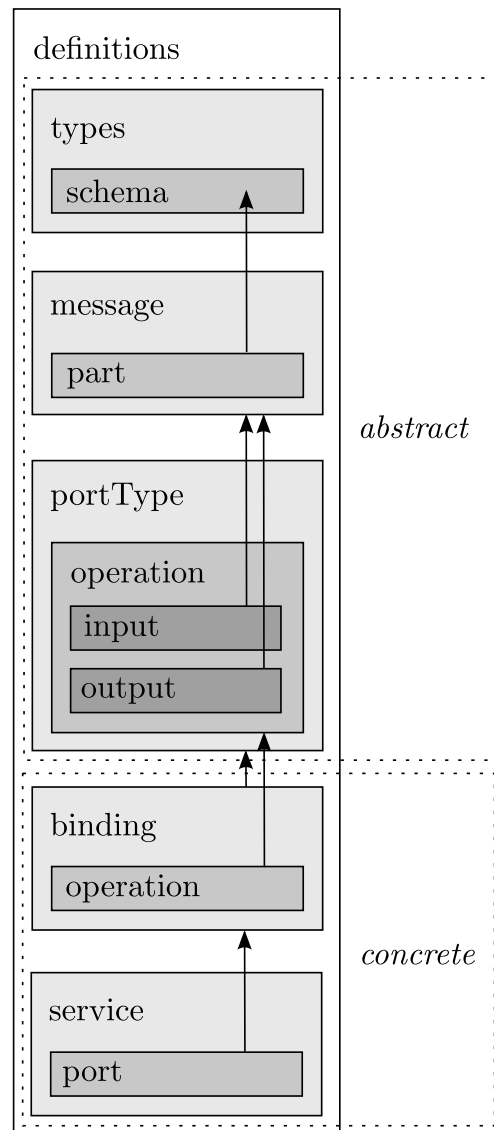 definitions
types
schema
message
part
abstract
portType
operation
input
output
binding
operation
concrete
service
port